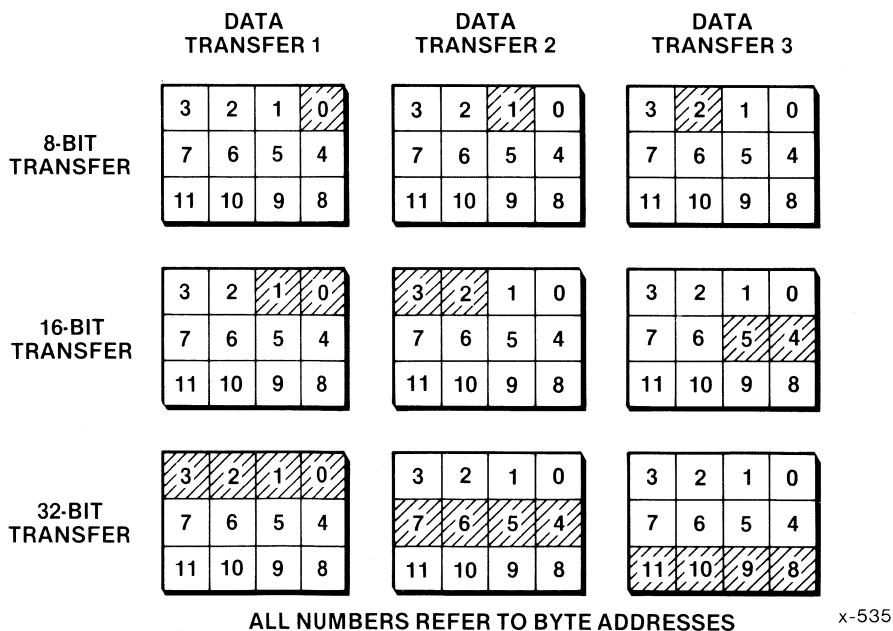 DATA TRANSFER 1
DATA TRANSFER 2
DATA TRANSFER 3
8-BIT TRANSFER
3 2 1 0
7 6 5 4
11 10 9 8
3 2 1 0
7 6 5 4
11 10 9 8
3 2 1 0
7 6 5 4
11 10 9 8
16-BIT TRANSFER
3 2 1 0
7 6 5 4
11 10 9 8
3 2 1 0
7 6 5 4
11 10 9 8
3 2 1 0
7 6 5 4
11 10 9 8
32-BIT TRANSFER
3 2 1 0
7 6 5 4
11 10 9 8
3 2 1 0
7 6 5 4
11 10 9 8
3 2 1 0
7 6 5 4
11 10 9 8
ALL NUMBERS REFER TO BYTE ADDRESSES
x-535